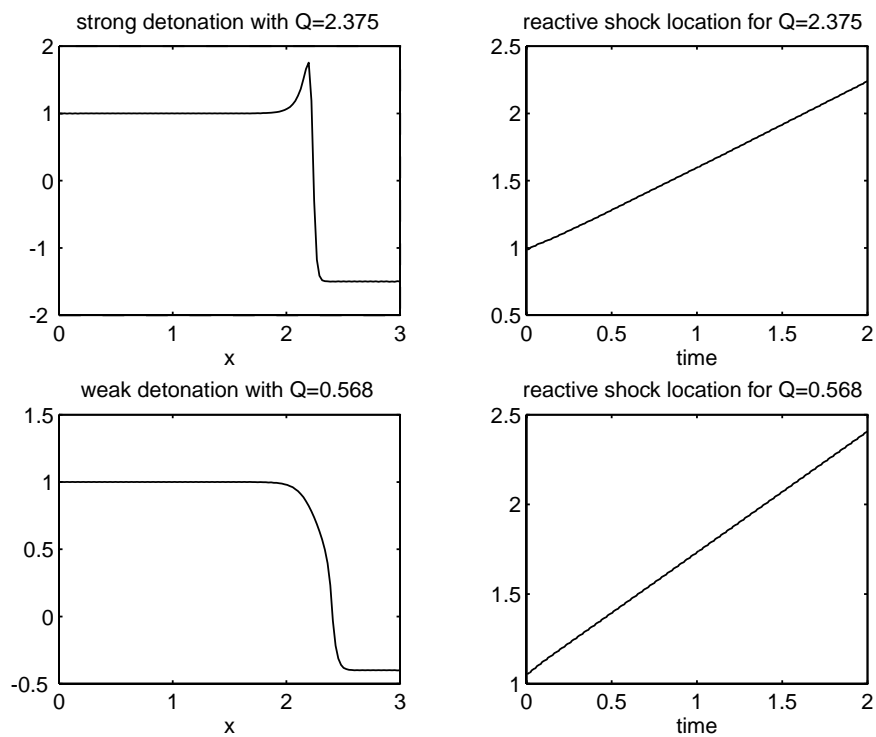 strong detonation with Q=2.375
2
1
0
-1
-2
0 1 2 3
x
reactive shock location for Q=2.375
2.5
2
1.5
1
0.5
0 0.5 1 1.5 2
time
weak detonation with Q=0.568
1.5
1
0.5
0
-0.5
0 1 2 3
x
reactive shock location for Q=0.568
2.5
2
1.5
1
0 0.5 1 1.5 2
time